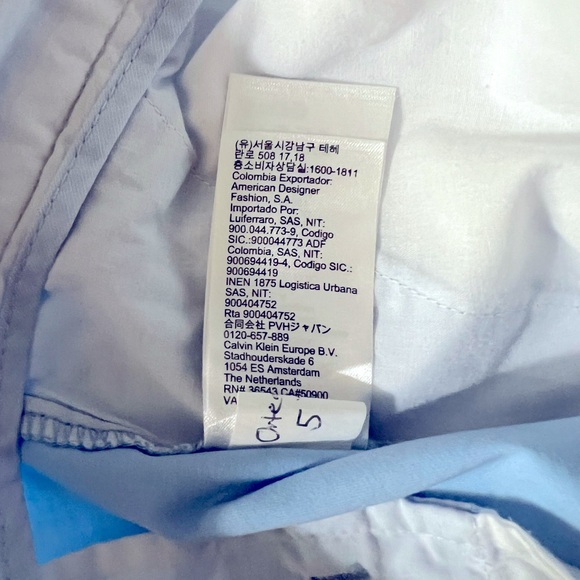 (유)서울시강남구 테헤
란로 508 17,18
층소비자상담실:1600-1811
Colombia Exportador:
American Designer
Fashion, S.A.
Importado Por:
Luiferraro, SAS, NIT:
900.044.773-9, Codigo
SIC.:900044773 ADF
Colombia, SAS, NIT:
900694419-4, Codigo SIC.:
900694419
INEN 1875 Logistica Urbana
SAS, NIT:
900404752
Rta 900404752
合同会社 PVHジャパン
0120-657-889
Calvin Klein Europe B.V.
Stadhouderskade 6
1054 ES Amsterdam
The Netherlands
RN# 36543 CA#50900
VA
5